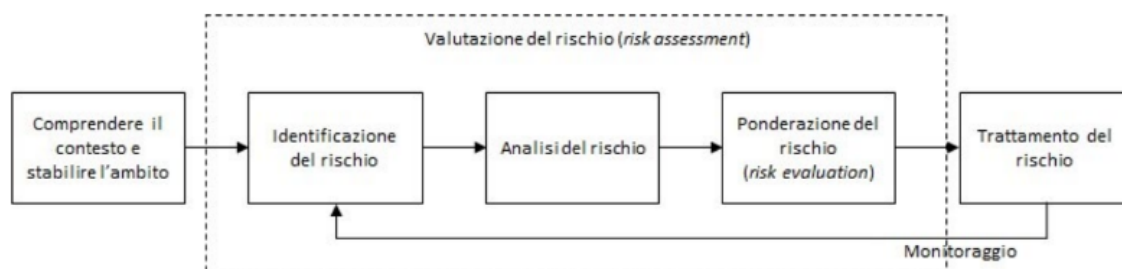 Valutazione del rischio (risk assessment)
Comprendere il
contesto e
stabilire l'ambito
Identificazione
del rischio
Analisi del rischio
Ponderazione del
rischio
(risk evaluation)
Trattamento del
rischio
Monitoraggio